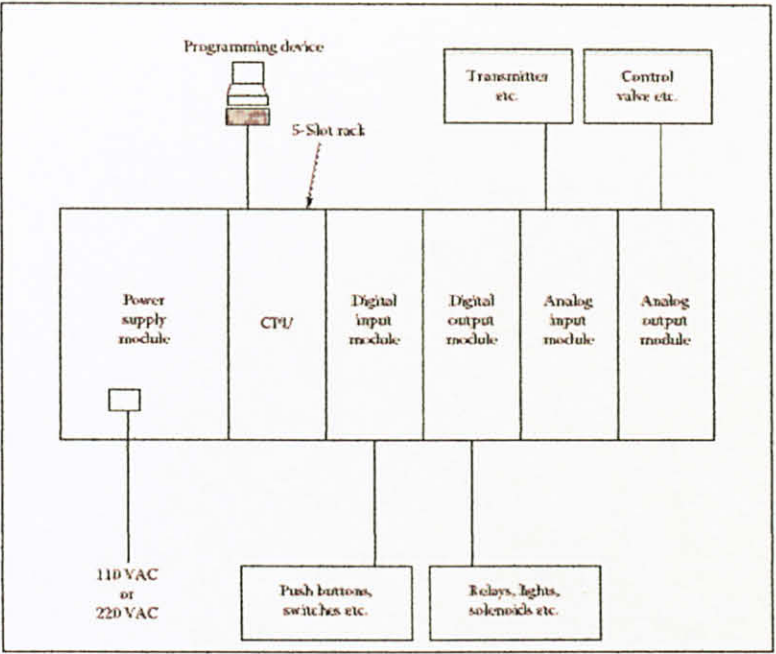 Programming device
Transmitter
etc.
Control
valve etc.
5-Slot rack
Power
supply
module
CPU
Digital
input
module
Digital
output
module
Analog
input
module
Analog
output
module
110 VAC
or
220 VAC
Push buttons,
switches etc.
Relays, lights,
solenoids etc.